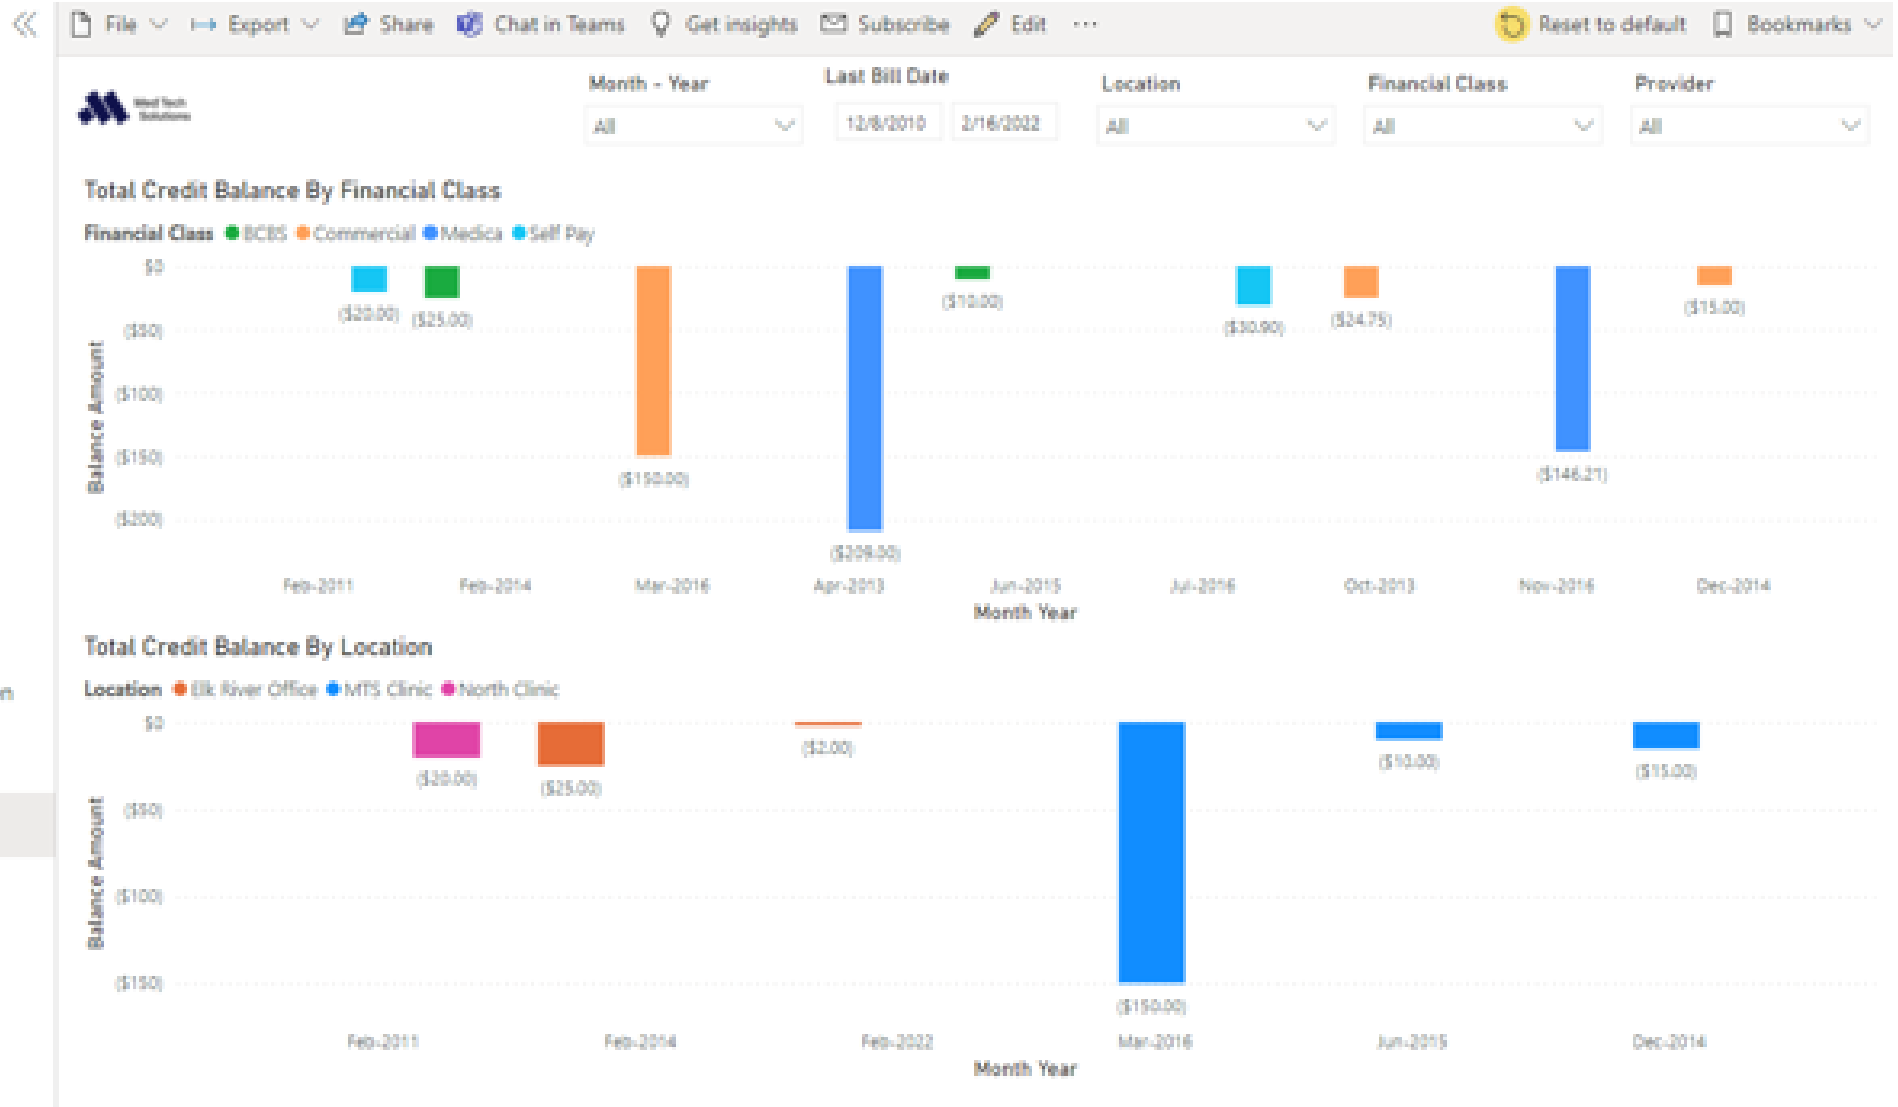 File Export Share Chat in Teams Get insights Subscribe Edit ... Reset to default Bookmarks
Med Tech
Solutions
Month - Year Last Bill Date Location Financial Class Provider
All 12/8/2010 2/16/2022 All All All
Total Credit Balance By Financial Class
Financial Class BCBS Commercial Medica Self Pay
$0
($20.00) ($25.00) ($10.00) ($30.90) ($24.75) ($15.00)
($50)
($100)
($150)
($150.00) ($146.21)
($200)
($209.00)
Balance Amount
Feb-2011 Feb-2014 Mar-2016 Apr-2013 Jun-2015 Jul-2016 Oct-2013 Nov-2016 Dec-2014
Month Year
Total Credit Balance By Location
Location Elk River Office MTS Clinic North Clinic
n
$0
($20.00) ($25.00) ($2.00) ($10.00) ($15.00)
($50)
($100)
($150)
($150.00)
Balance Amount
Feb-2011 Feb-2014 Feb-2022 Mar-2016 Jun-2015 Dec-2014
Month Year